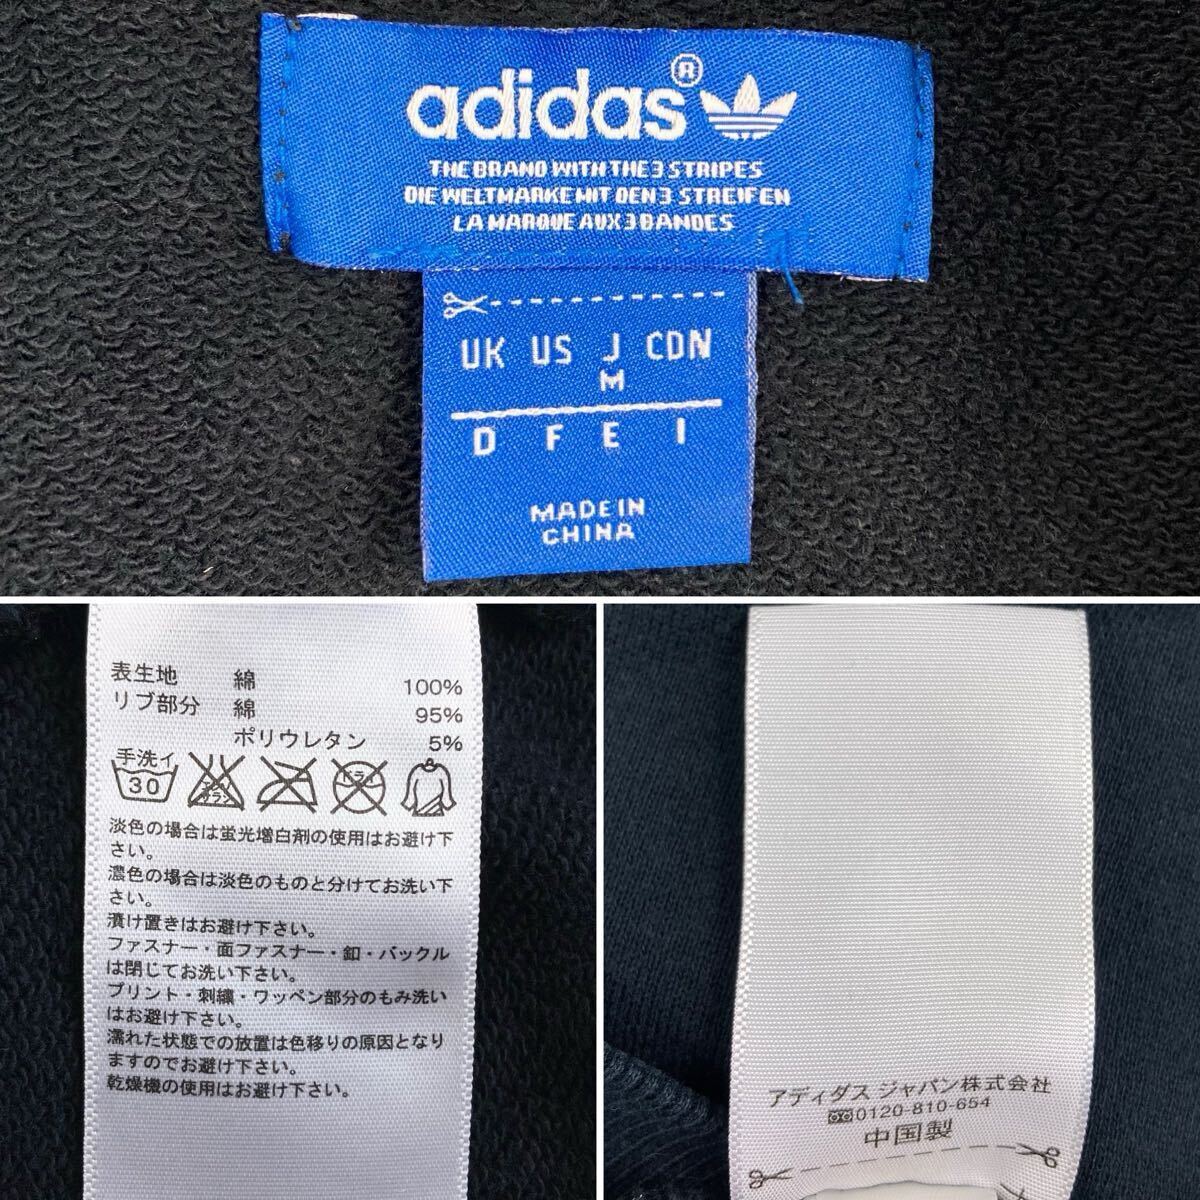 adidas®
THE BRAND WITH THE 3 STRIPES
DIE WELTMARKE MIT DEN 3 STREIFEN
LA MARQUE AUX 3 BANDES
UK US J CDN
M
D F E I
MADE IN
CHINA
表生地 綿 100%
リブ部分 綿 95%
ポリウレタン 5%
手洗イ
30
エンソ
サラシ
ドライ
淡色の場合は蛍光増白剤の使用はお避け下
さい。
濃色の場合は淡色のものと分けてお洗い下
さい。
漬け置きはお避け下さい。
ファスナー・面ファスナー・釦・バックル
は閉じてお洗い下さい。
プリント・刺繍・ワッペン部分のもみ洗い
はお避け下さい。
濡れた状態での放置は色移りの原因となり
ますのでお避け下さい。
乾燥機の使用はお避け下さい。
アディダス ジャパン株式会社
0120-810-654
中国製